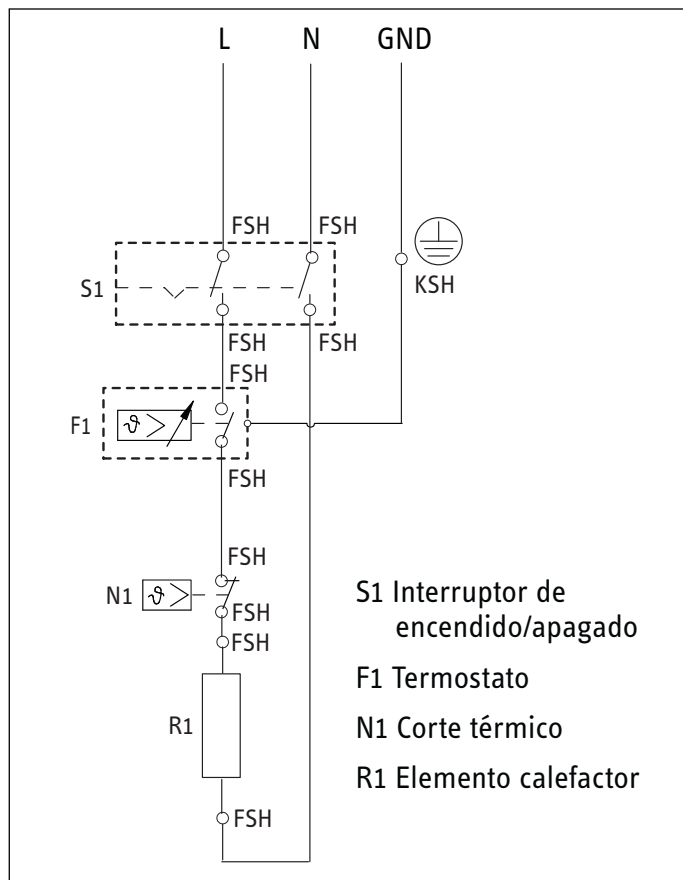 L N GND
FSH FSH
S1
KSH
FSH FSH
FSH
F1 ϑ >
FSH
FSH
N1 ϑ >
FSH
FSH
R1
FSH
S1 Interruptor de
encendido/apagado
F1 Termostato
N1 Corte térmico
R1 Elemento calefactor